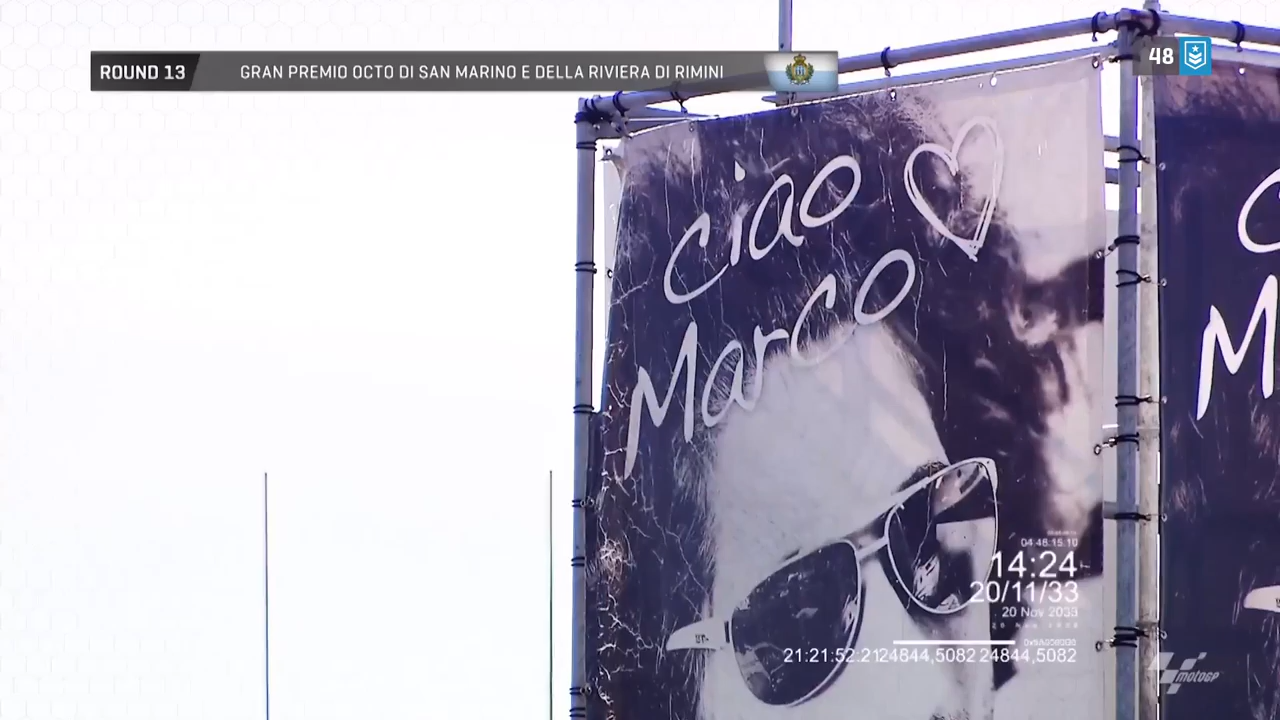 ROUND 13
GRAN PREMIO OCTO DI SAN MARINO E DELLA RIVIERA DI RIMINI
48
ciao
Marco
04:46:15.10
14:24
20/11/33
20 Nov 2033
21:21:52:2124844,5082 24844,5082
motoGP